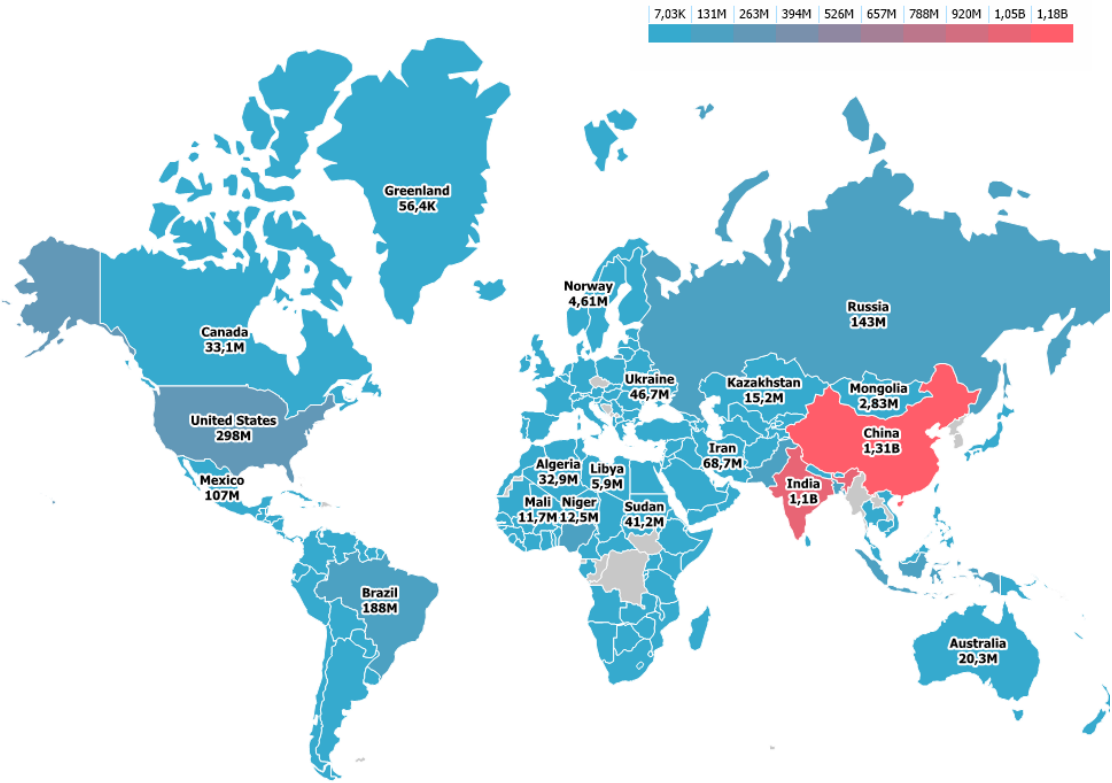 7,03K 131M 263M 394M 526M 657M 788M 920M 1,05B 1,18B
Greenland
56,4K
Norway
4,61M
Russia
143M
Canada
33,1M
Ukraine
46,7M
Kazakhstan
15,2M
Mongolia
2,83M
United States
298M
China
1,31B
Iran
68,7M
Algeria
32,9M
Libya
5,9M
Mexico
107M
India
1,1B
Mali
11,7M
Niger
12,5M
Sudan
41,2M
Brazil
188M
Australia
20,3M